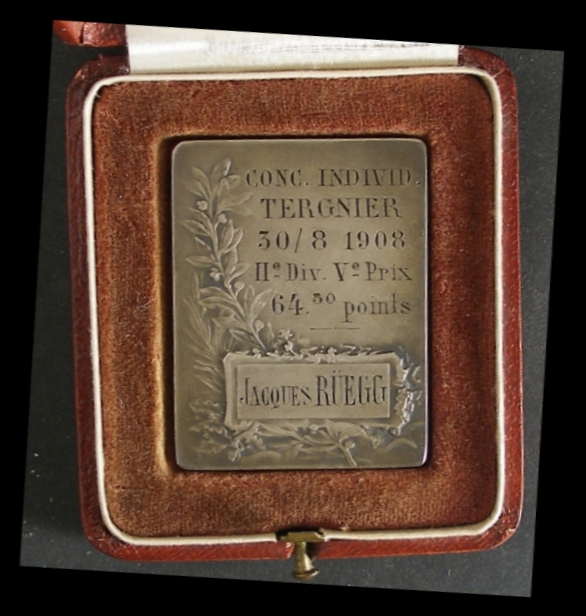 CONC. INDIVID.
TERGNIER
30/8 1908
IIe Div. Ve Prix
64.50 points
JACQUES RÜEGG